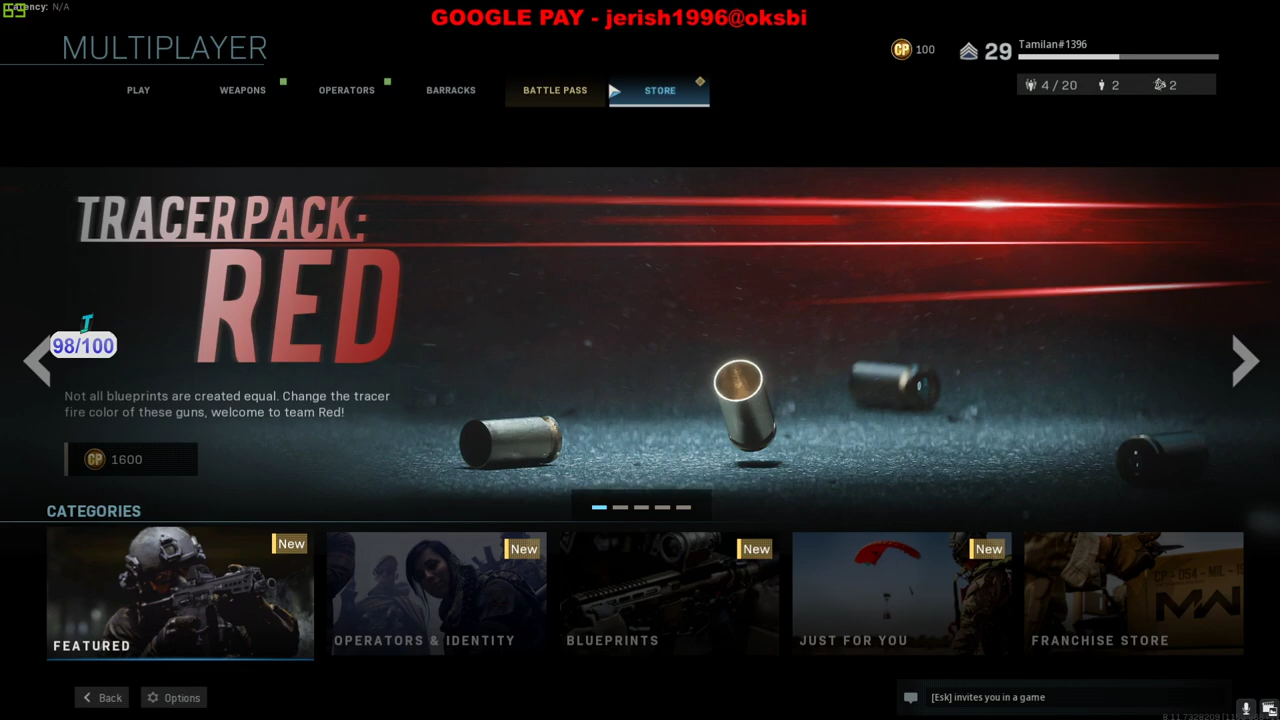 Latency: N/A
GOOGLE PAY - jerish1996@oksbi
MULTIPLAYER
CP 100
29
Tamilan#1396
4 / 20
2
2
PLAY
WEAPONS
OPERATORS
BARRACKS
BATTLE PASS
STORE
TRACER PACK:
RED
98/100
Not all blueprints are created equal. Change the tracer
fire color of these guns, welcome to team Red!
CP 1600
CATEGORIES
New
New
New
New
FEATURED
OPERATORS & IDENTITY
BLUEPRINTS
JUST FOR YOU
FRANCHISE STORE
Back
Options
[Esk] invites you in a game